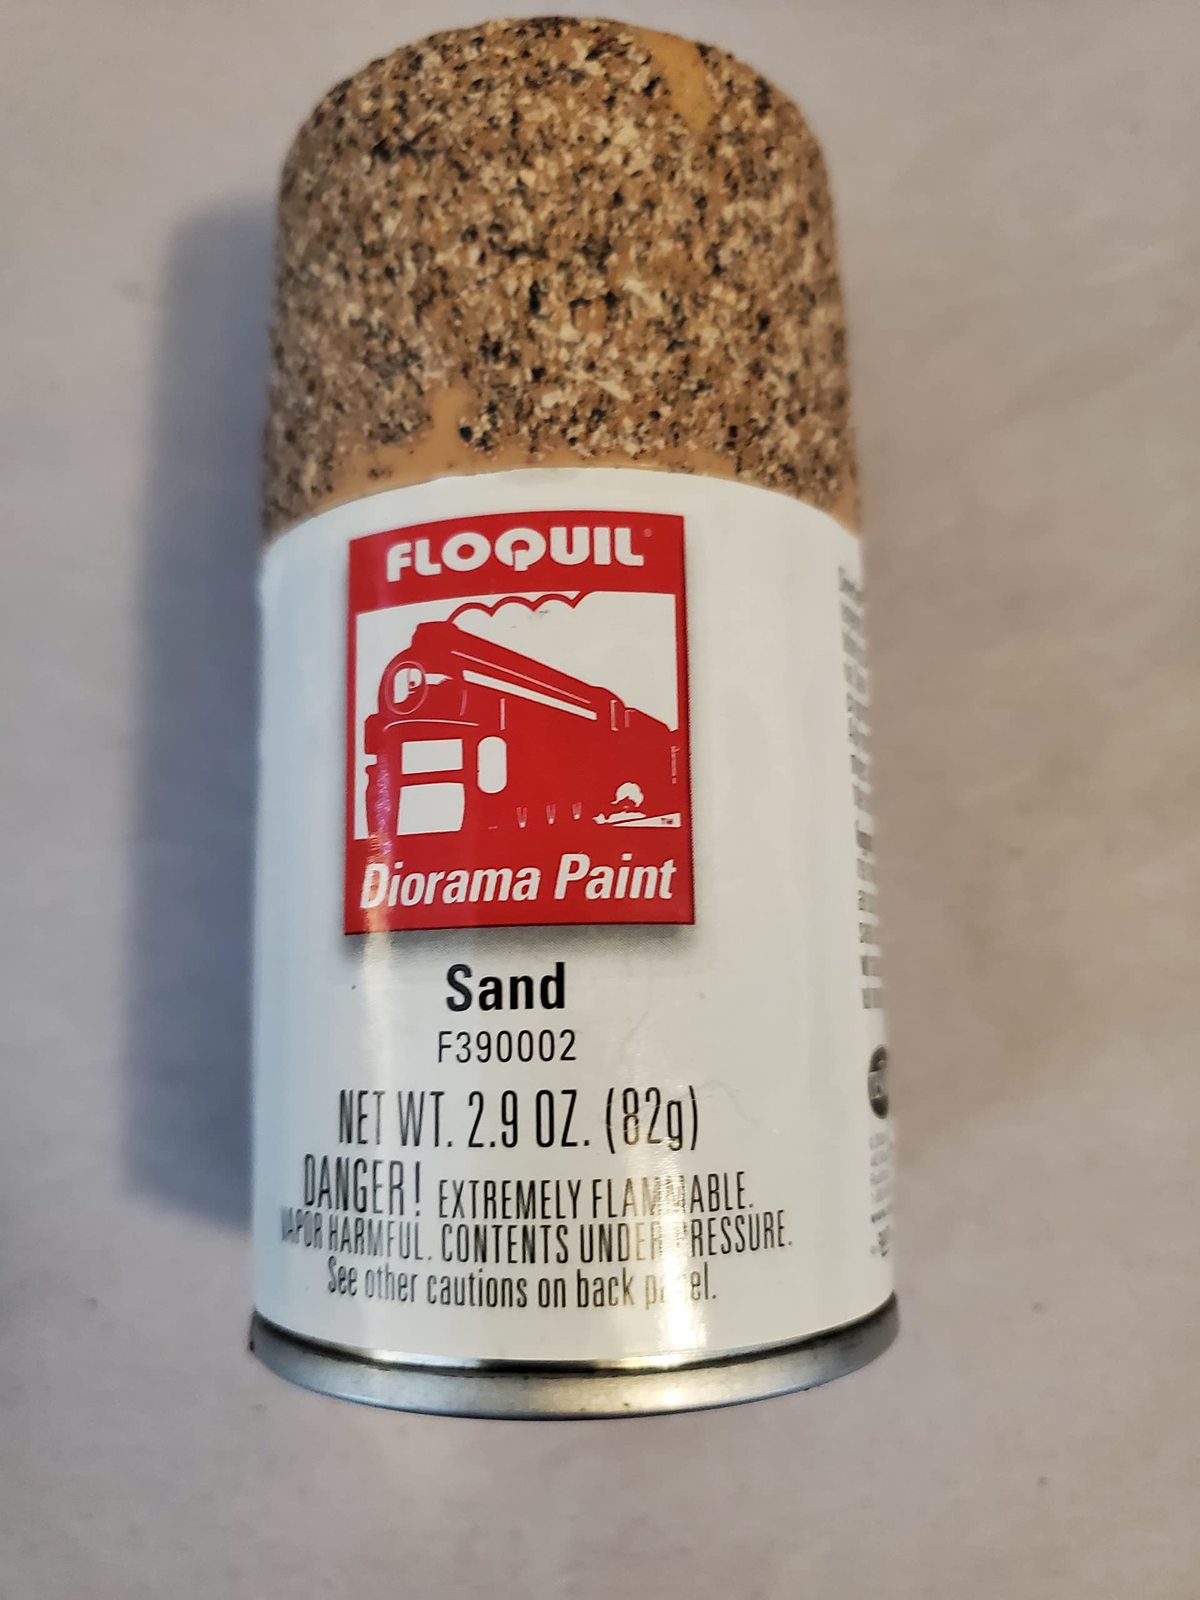 FLOQUIL
P
TM
Diorama Paint
Sand
F390002
NET WT. 2.9 OZ. (82g)
DANGER! EXTREMELY FLAMMABLE.
VAPOR HARMFUL. CONTENTS UNDER PRESSURE.
See other cautions on back panel.